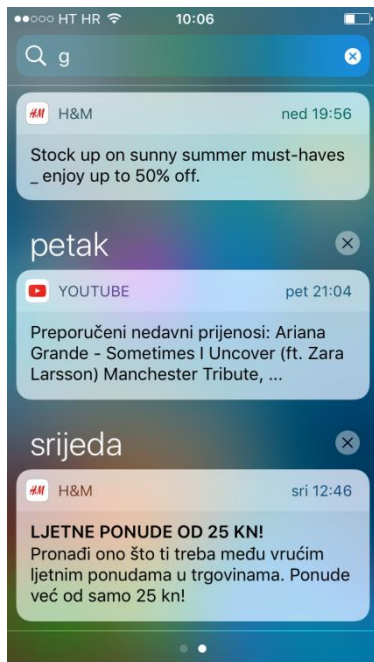 HT HR 10:06
g
H&M H&M ned 19:56
Stock up on sunny summer must-haves
_ enjoy up to 50% off.
petak
YOUTUBE pet 21:04
Preporučeni nedavni prijenosi: Ariana
Grande - Sometimes I Uncover (ft. Zara
Larsson) Manchester Tribute, ...
srijeda
H&M H&M sri 12:46
LJETNE PONUDE OD 25 KN!
Pronađi ono što ti treba među vrućim
ljetnim ponudama u trgovinama. Ponude
već od samo 25 kn!